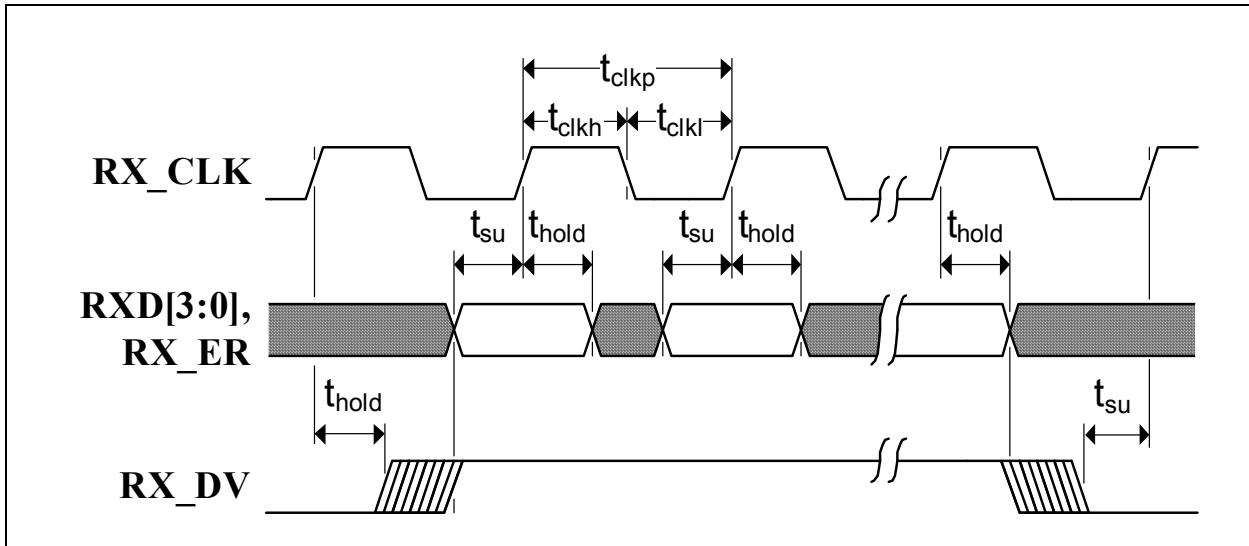 tclkp
tclkh tclkl
RX_CLK
tsu thold tsu thold thold
RXD[3:0],
RX_ER
thold tsu
RX_DV